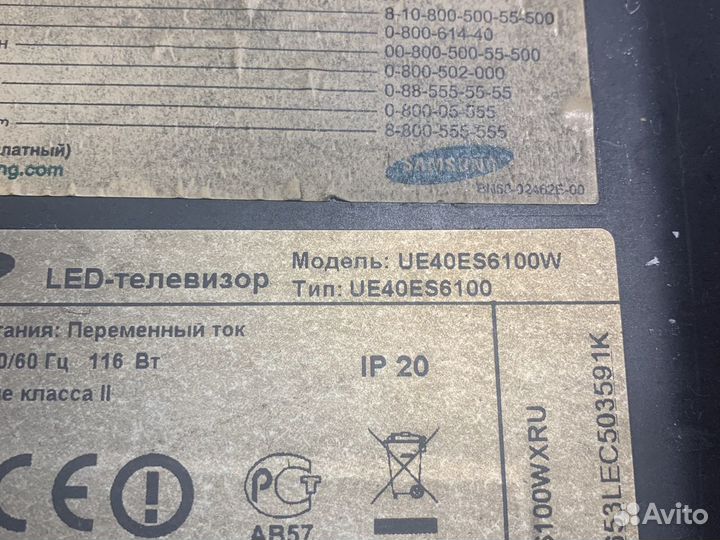 8-10-800-500-55-500
0-800-614-40
00-800-500-55-500
0-800-502-000
0-88-555-55-55
0-800-05-555
8-800-555-555
латный)
ng.com
SAMSUNG
BN68-02462E-00
LED-телевизор
Модель: UE40ES6100W
Тип: UE40ES6100
тания: Переменный ток
0/60 Гц 116 Вт
е класса II
IP 20
CE
РСТ
АВ57
S100WXRU
S53LEC503591K
Avito